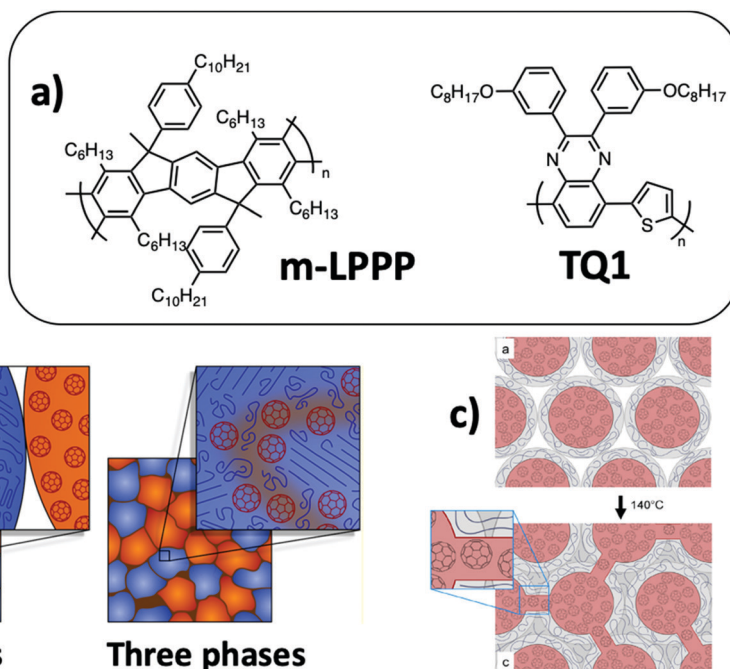 a)
C10H21
C6H13
C6H13
n
C6H13
C6H13
C10H21
m-LPPP
C8H17O
OC8H17
N
N
S
n
TQ1
s
Three phases
c)
a
140°C
c